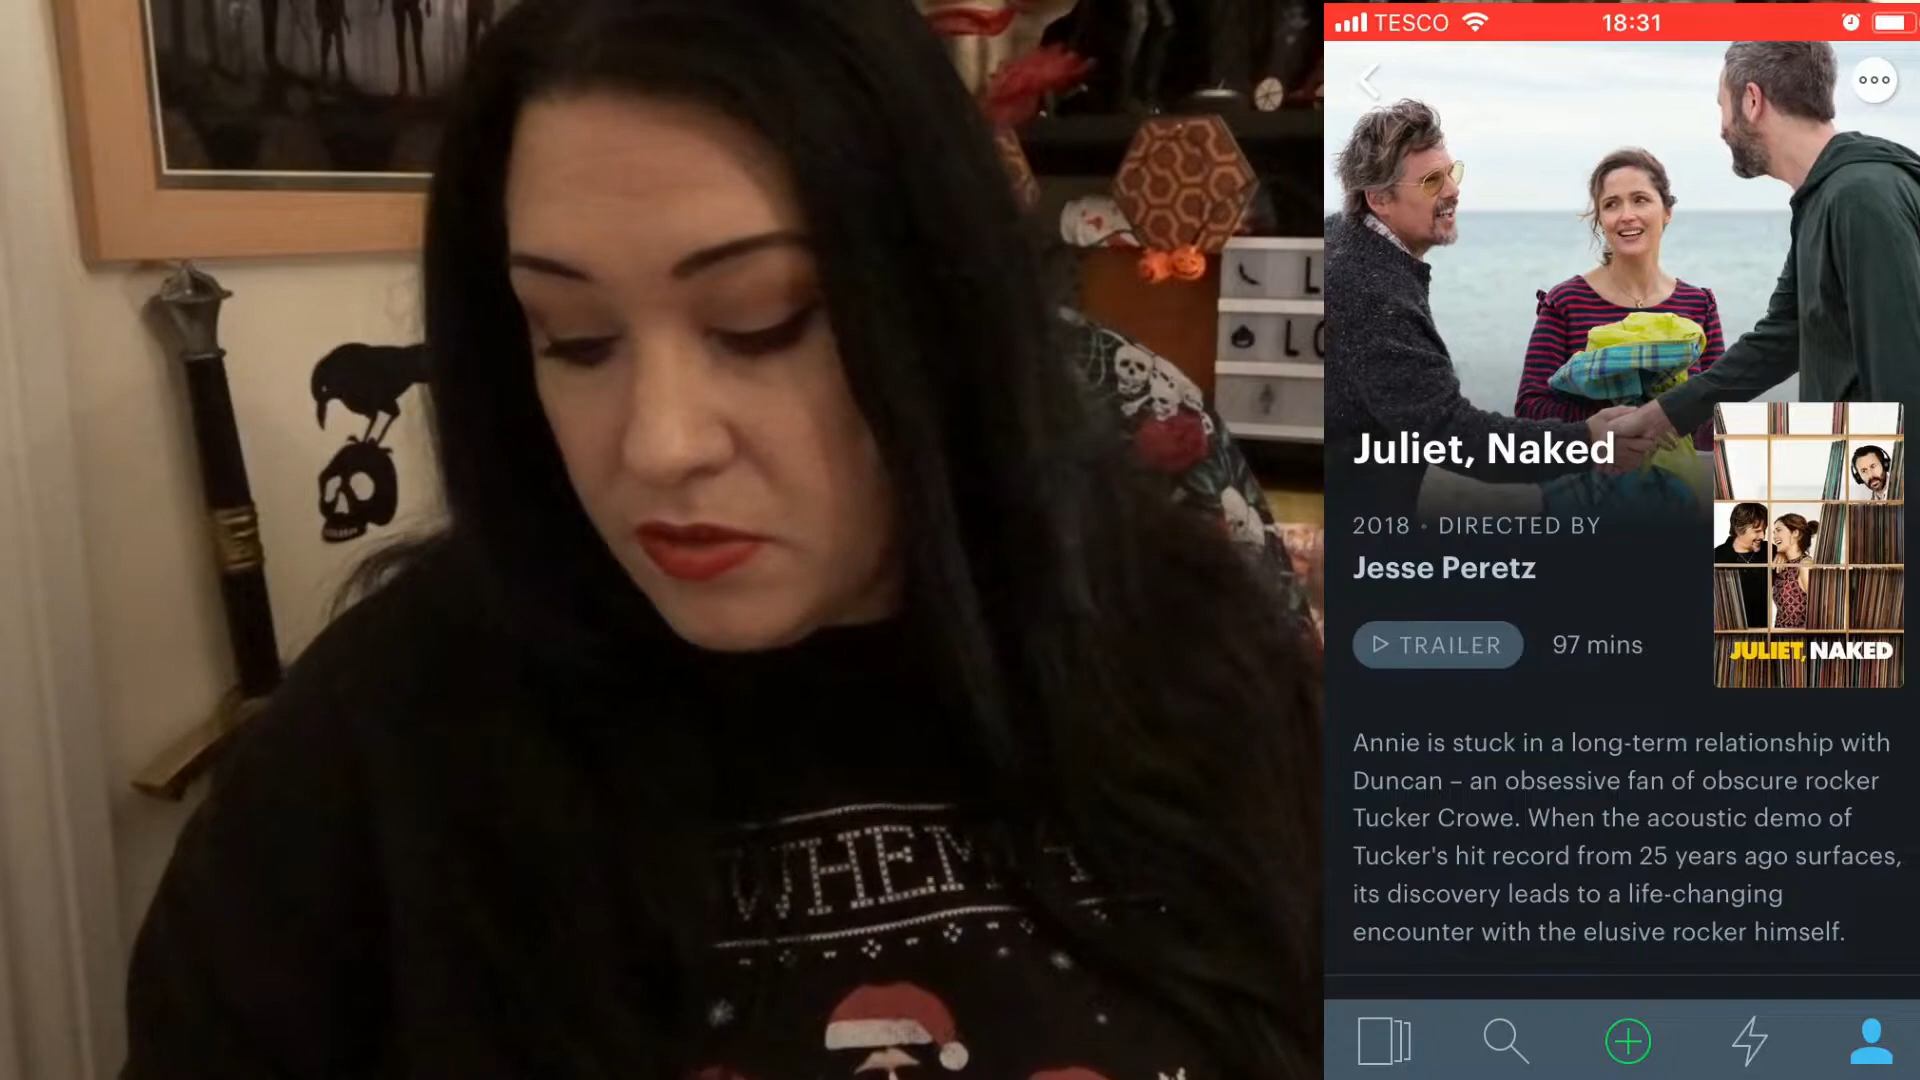 WHEN
L
LO
TESCO
18:31
Juliet, Naked
2018 • DIRECTED BY
Jesse Peretz
TRAILER
97 mins
JULIET, NAKED
Annie is stuck in a long-term relationship with
Duncan – an obsessive fan of obscure rocker
Tucker Crowe. When the acoustic demo of
Tucker's hit record from 25 years ago surfaces,
its discovery leads to a life-changing
encounter with the elusive rocker himself.